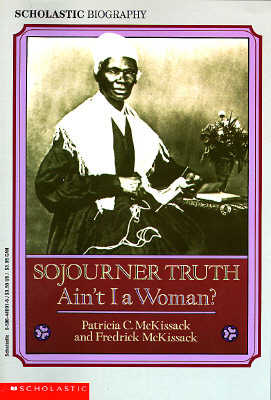 SCHOLASTIC BIOGRAPHY
SOJOURNER TRUTH
Ain't I a Woman?
Patricia C. McKissack
and Fredrick McKissack
SCHOLASTIC